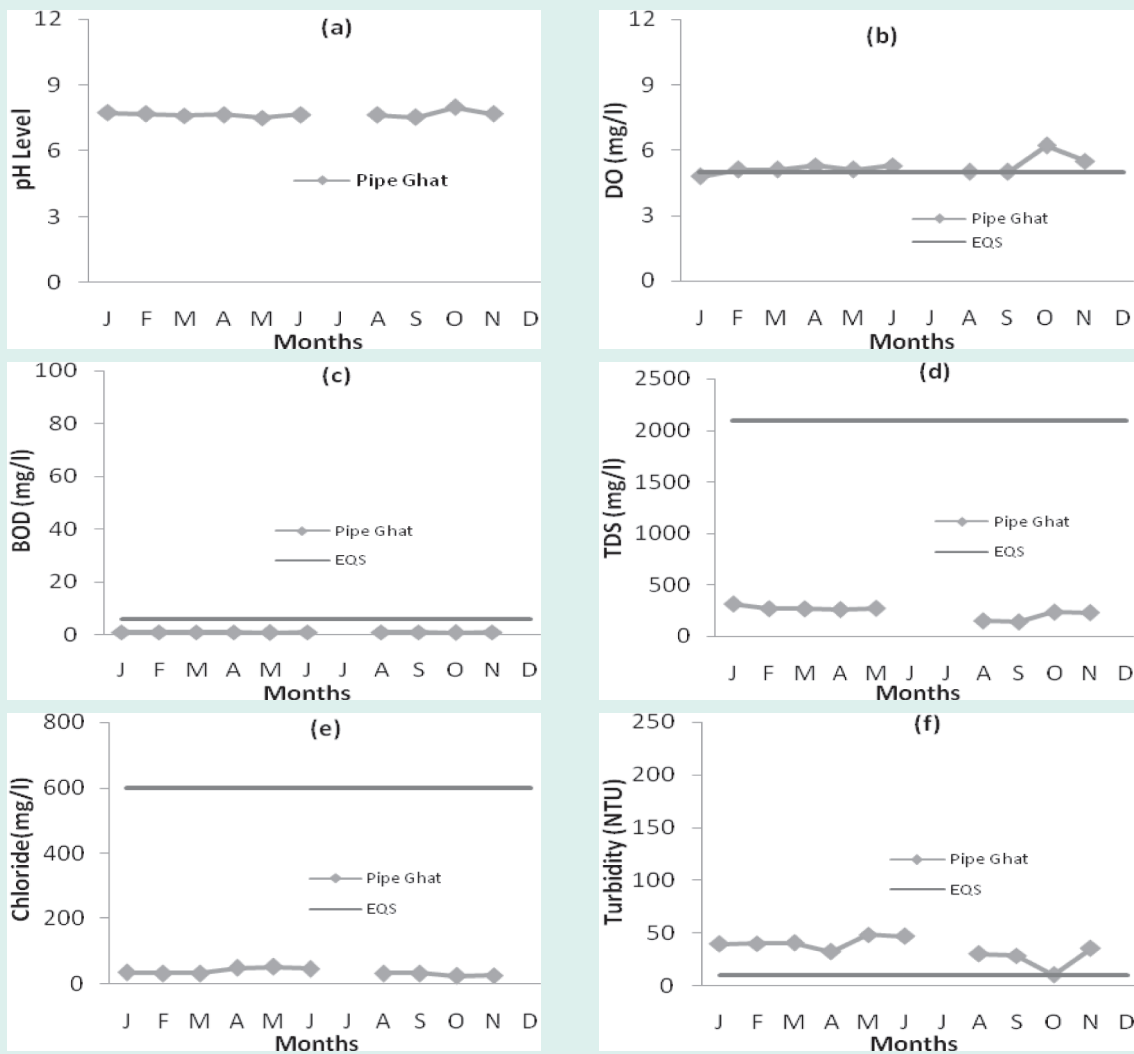 (a)
12
9
6
3
0
pH Level
Pipe Ghat
J F M A M J J A S O N D
Months
(b)
12
9
6
3
0
DO (mg/l)
Pipe Ghat
EQS
J F M A M J J A S O N D
Months
(c)
100
80
60
40
20
0
BOD (mg/l)
Pipe Ghat
EQS
J F M A M J J A S O N D
Months
(d)
2500
2000
1500
1000
500
0
TDS (mg/l)
Pipe Ghat
EQS
J F M A M J J A S O N D
Months
(e)
800
600
400
200
0
Chloride(mg/l)
Pipe Ghat
EQS
J F M A M J J A S O N D
Months
(f)
250
200
150
100
50
0
Turbidity (NTU)
Pipe Ghat
EQS
J F M A M J J A S O N D
Months